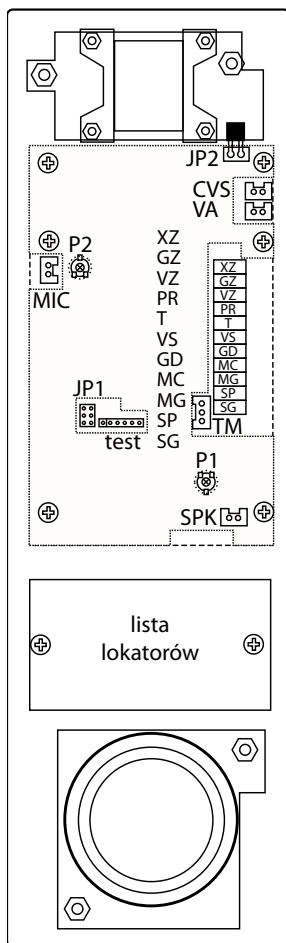 JP2
CVS
VA
P2
MIC
XZ
GZ
VZ
PR
T
VS
GD
MC
MG
SP
SG
XZ
GZ
VZ
PR
T
VS
GD
MC
MG
SP
SG
JP1
test
TM
P1
SPK
lista
lokatorów